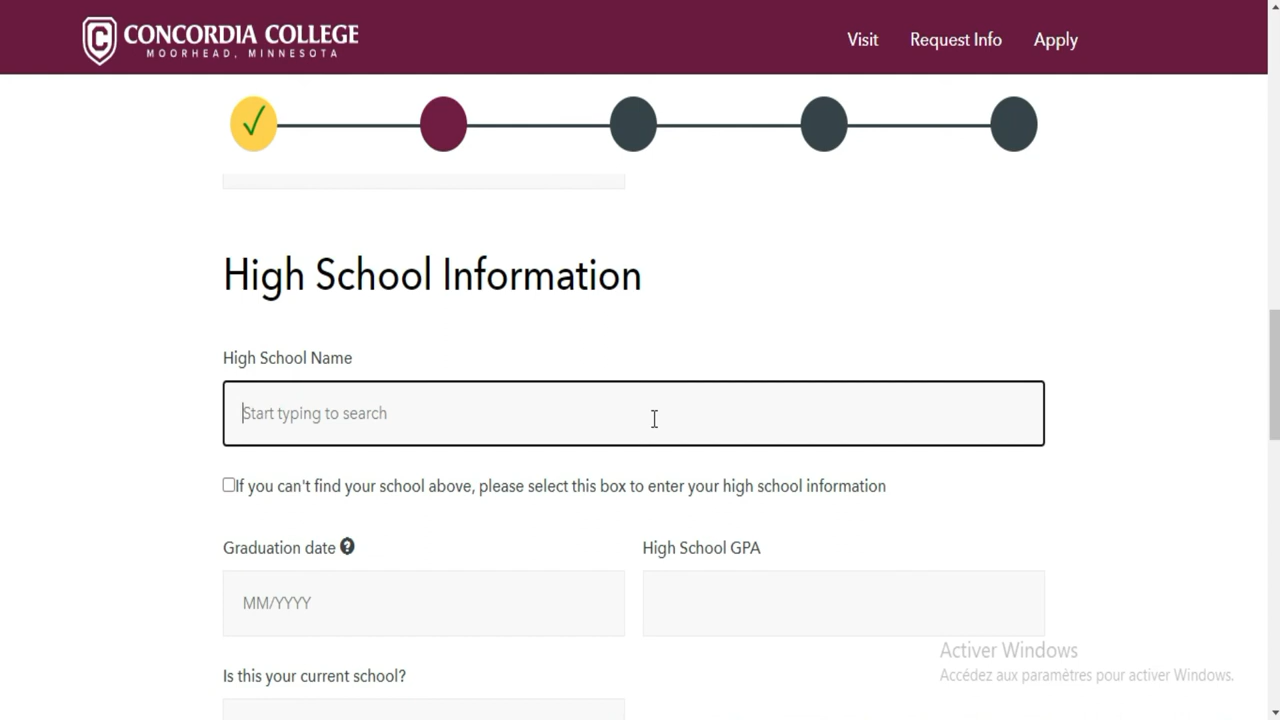 CONCORDIA COLLEGE
MOORHEAD, MINNESOTA
Visit
Request Info
Apply
High School Information
High School Name
Start typing to search
If you can't find your school above, please select this box to enter your high school information
Graduation date ?
High School GPA
MM/YYYY
Is this your current school?
Activer Windows
Accédez aux paramètres pour activer Windows.